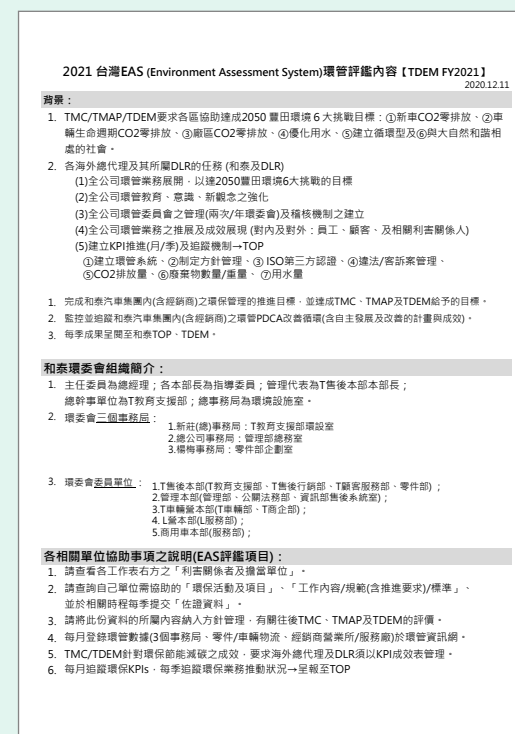 2021 台灣EAS (Environment Assessment System)環管評鑑內容【TDEM FY2021】
2020.12.11
背景：
1. TMC/TMAP/TDEM要求各區協助達成2050 豐田環境 6 大挑戰目標：①新車CO2零排放、②車
輛生命週期CO2零排放、③廠區CO2零排放、④優化用水、⑤建立循環型及⑥與大自然和諧相
處的社會。
2. 各海外總代理及其所屬DLR的任務 (和泰及DLR)
(1)全公司環管業務展開，以達2050豐田環境6大挑戰的目標
(2)全公司環管教育、意識、新觀念之強化
(3)全公司環管委員會之管理(兩次/年環委會)及稽核機制之建立
(4)全公司環管業務之推展及成效展現 (對內及對外：員工、顧客、及相關利害關係人)
(5)建立KPI推進(月/季)及追蹤機制→TOP
①建立環管系統、②制定方針管理、③ ISO第三方認證、④違法/客訴案管理、
⑤CO2排放量、⑥廢棄物數量/重量、 ⑦用水量
1. 完成和泰汽車集團內(含經銷商)之環保管理的推進目標，並達成TMC、TMAP及TDEM給予的目標。
2. 監控並追蹤和泰汽車集團內(含經銷商)之環管PDCA改善循環(含自主發展及改善的計畫與成效)。
3. 每季成果呈閱至和泰TOP、TDEM。
和泰環委會組織簡介：
1. 主任委員為總經理；各本部長為指導委員；管理代表為T售後本部本部長；
總幹事單位為T教育支援部；總事務局為環境設施室。
2. 環委會三個事務局：
1.新莊(總)事務局：T教育支援部環設室
2.總公司事務局：管理部總務室
3.楊梅事務局：零件部企劃室
3. 環委會委員單位：
1.T售後本部(T教育支援部、T售後行銷部、T顧客服務部、零件部)；
2.管理本部(管理部、公關法務部、資訊部售後系統室)；
3.T車輛營本部(T車輛部、T商企部)；
4. L營本部(L服務部)；
5.商用車本部(服務部)；
各相關單位協助事項之說明(EAS評鑑項目)：
1. 請查看各工作表右方之「利害關係者及擔當單位」。
2. 請查詢自己單位需協助的「環保活動及項目」、「工作內容/規範(含推進要求)/標準」、
並於相關時程每季提交「佐證資料」。
3. 請將此份資料的所屬內容納入方針管理，有關往後TMC、TMAP及TDEM的評價。
4. 每月登錄環管數據(3個事務局、零件/車輛物流、經銷商營業所/服務廠)於環管資訊網。
5. TMC/TDEM針對環保節能減碳之成效，要求海外總代理及DLR須以KPI成效表管理。
6. 每月追蹤環保KPIs，每季追蹤環保業務推動狀況→呈報至TOP